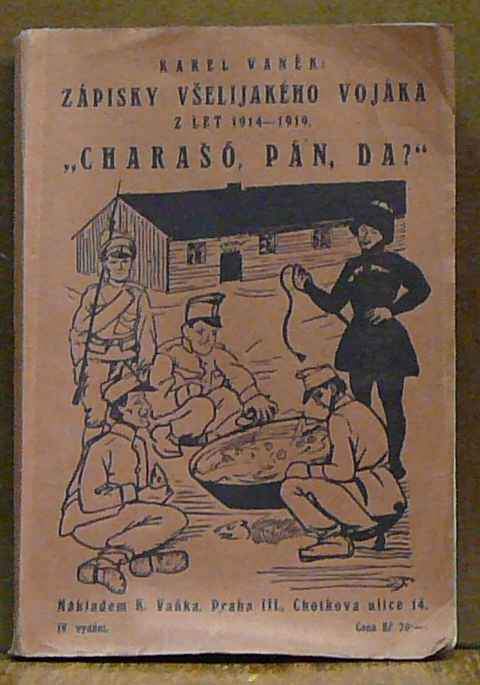 KAREL VANĚK:
ZÁPISKY VŠELIJAKÉHO VOJÁKA
Z LET 1914—1919.
„CHARAŠÓ, PÁN, DA?“
Nákladem K. Vaňka, Praha III., Chotkova ulice 14.
IV vydání.
Cena Kč